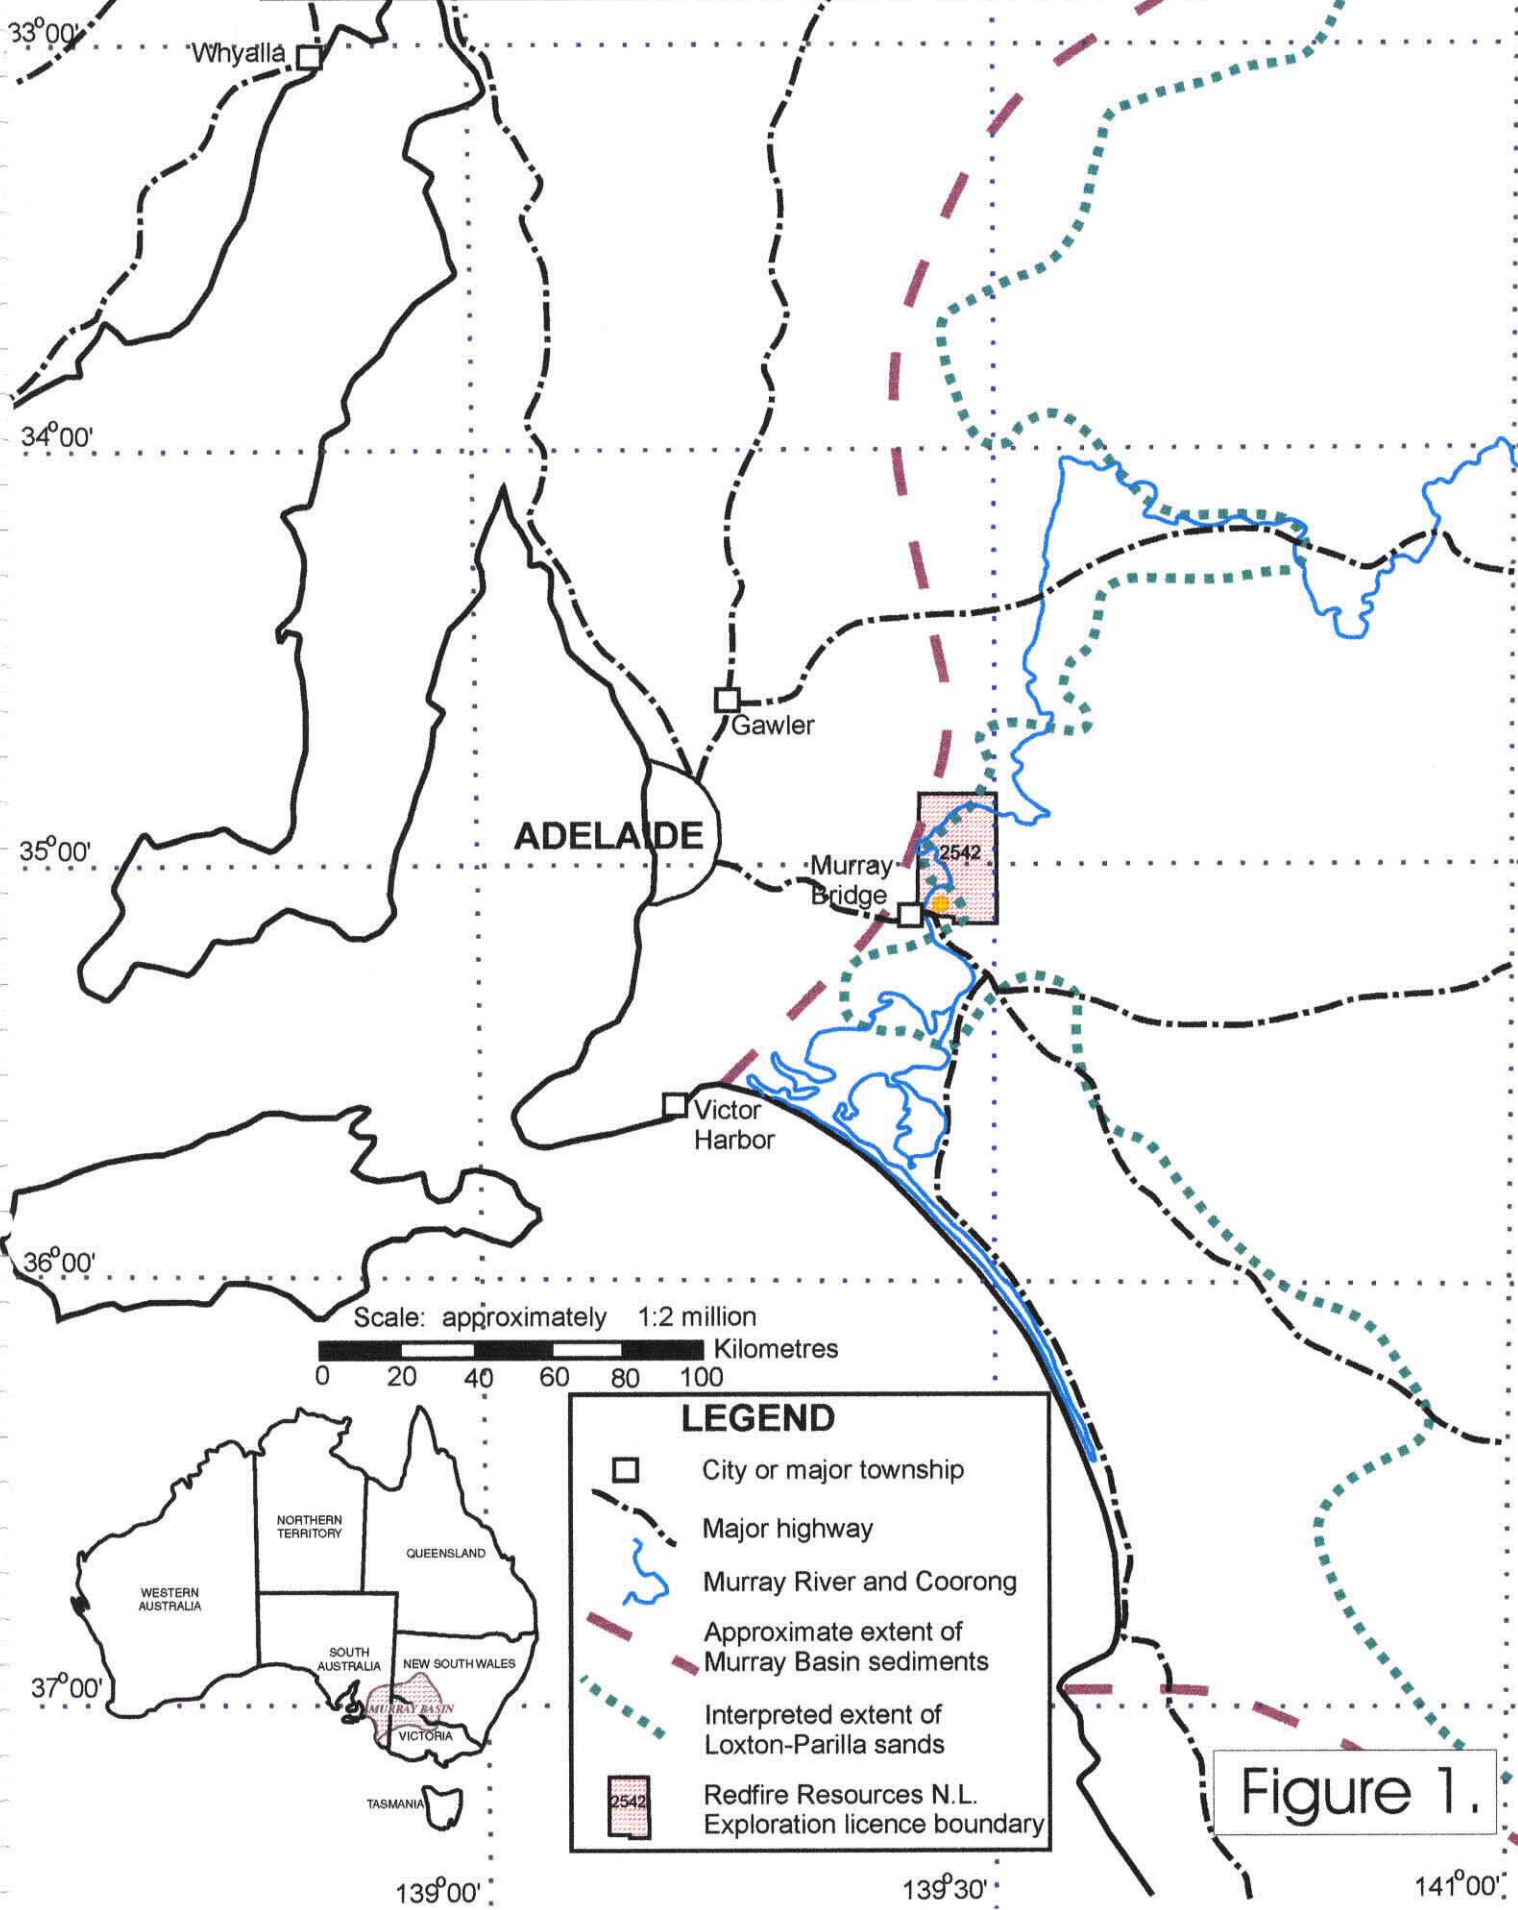 33°00'
Whyalla
34°00'
Gawler
ADELAIDE
35°00'
2542
Murray
Bridge
Victor
Harbor
36°00'
Scale: approximately 1:2 million
Kilometres
0 20 40 60 80 100
LEGEND
City or major township
Major highway
Murray River and Coorong
Approximate extent of
Murray Basin sediments
Interpreted extent of
Loxton-Parilla sands
2542
Redfire Resources N.L.
Exploration licence boundary
NORTHERN
TERRITORY
QUEENSLAND
WESTERN
AUSTRALIA
SOUTH
AUSTRALIA
NEW SOUTH WALES
MURRAY BASIN
VICTORIA
TASMANIA
37°00'
Figure 1.
139°00'
139°30'
141°00'